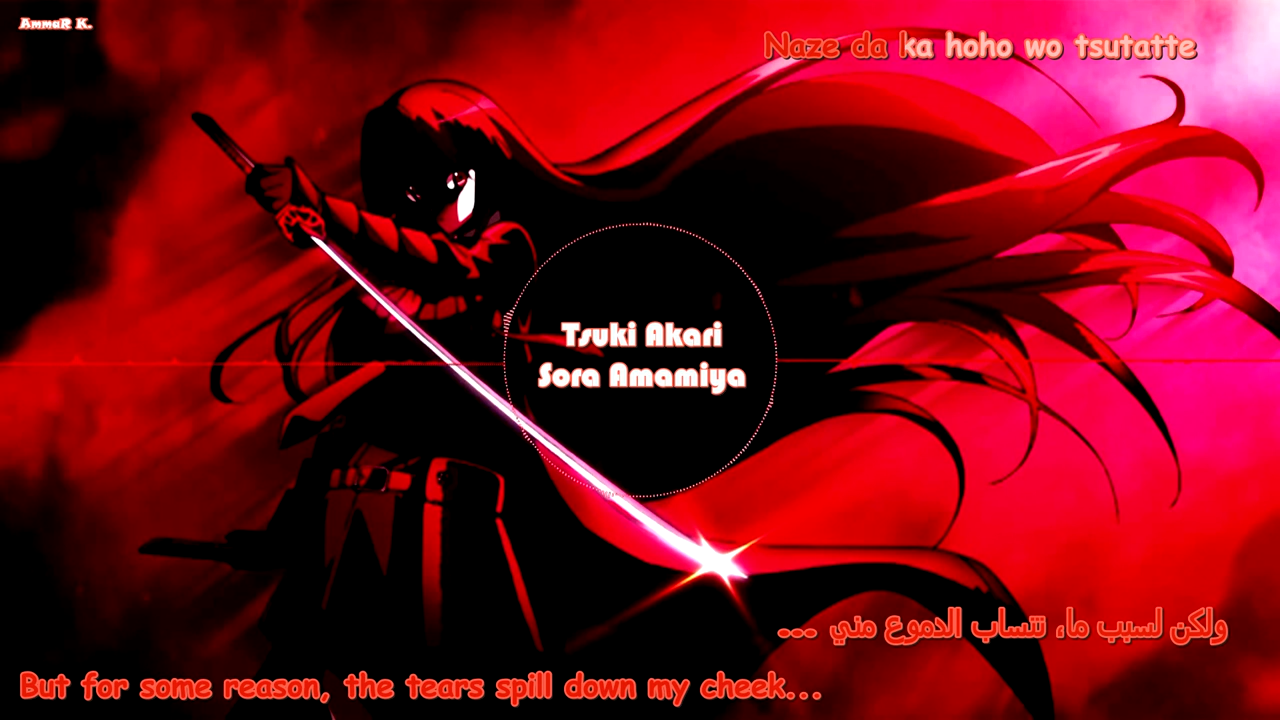 AmmaR K.
Naze da ka hoho wo tsutatte
Tsuki Akari
Sora Amamiya
ولكن لسبب ما، تنساب الدموع مني ...
But for some reason, the tears spill down my cheek...